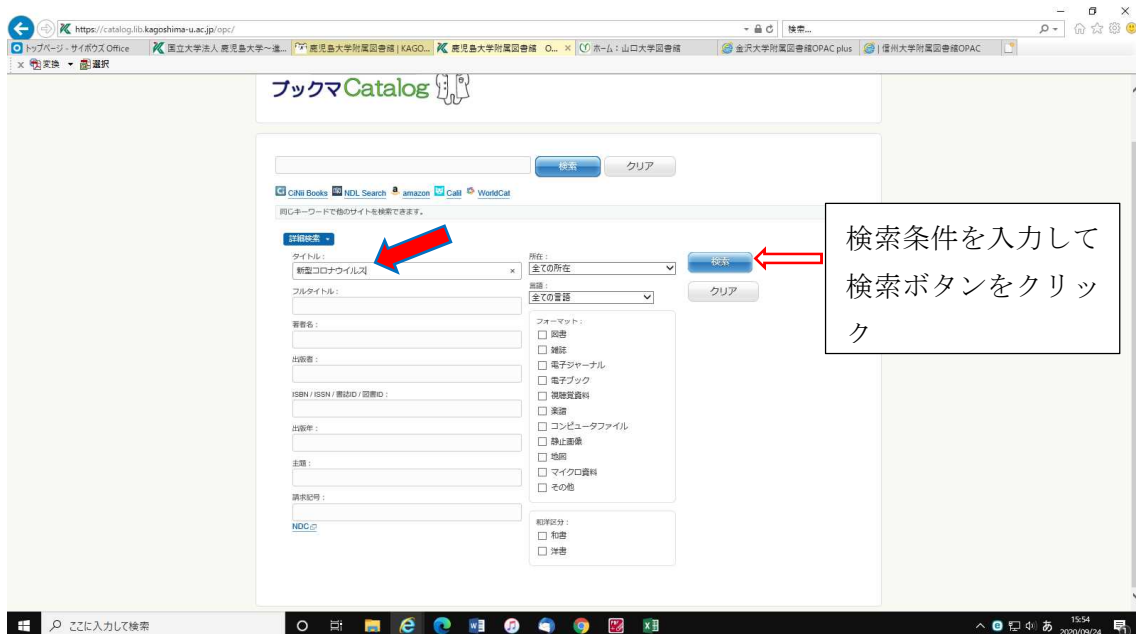 https://catalog.lib.kagoshima-u.ac.jp/opc/
検索...
トップページ - サイボウズ Office
国立大学法人 鹿児島大学~進...
鹿児島大学附属図書館 | KAGO...
鹿児島大学附属図書館 O...
ホーム : 山口大学図書館
金沢大学附属図書館OPAC plus
信州大学附属図書館OPAC
x 変換 選択
ブックマCatalog
検索 クリア
CiNii Books NDL Search amazon Calil WorldCat
同じキーワードで他のサイトを検索できます。
詳細検索
タイトル :
新型コロナウイルス
フルタイトル :
著者名 :
出版者 :
ISBN / ISSN / 書誌ID / 図書ID :
出版年 :
主題 :
請求記号 :
NDC
所在 :
全ての所在
言語 :
全ての言語
フォーマット :
図書
雑誌
電子ジャーナル
電子ブック
視聴覚資料
楽譜
コンピュータファイル
静止画像
地図
マイクロ資料
その他
和洋区分 :
和書
洋書
検索
クリア
検索条件を入力して
検索ボタンをクリッ
ク
ここに入力して検索
あ
15:54
2020/09/24